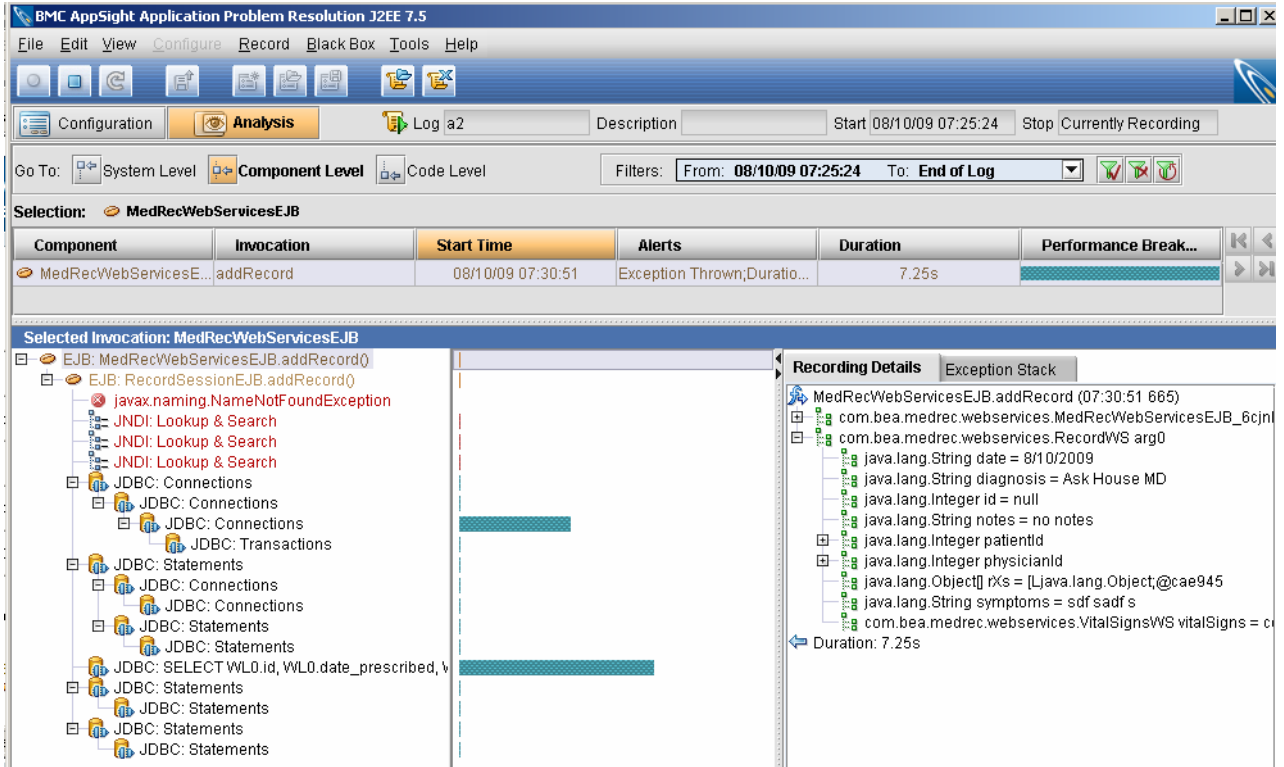 BMC AppSight Application Problem Resolution J2EE 7.5
File Edit View Configure Record Black Box Tools Help
Configuration Analysis Log a2 Description Start 08/10/09 07:25:24 Stop Currently Recording
Go To: System Level Component Level Code Level Filters: From: 08/10/09 07:25:24 To: End of Log
Selection: MedRecWebServicesEJB
Component Invocation Start Time Alerts Duration Performance Break...
MedRecWebServicesE... addRecord 08/10/09 07:30:51 Exception Thrown;Duratio... 7.25s
Selected Invocation: MedRecWebServicesEJB
EJB: MedRecWebServicesEJB.addRecord()
EJB: RecordSessionEJB.addRecord()
javax.naming.NameNotFoundException
JNDI: Lookup & Search
JNDI: Lookup & Search
JNDI: Lookup & Search
JDBC: Connections
JDBC: Connections
JDBC: Connections
JDBC: Transactions
JDBC: Statements
JDBC: Connections
JDBC: Connections
JDBC: Statements
JDBC: Statements
JDBC: SELECT WL0.id, WL0.date_prescribed,
JDBC: Statements
JDBC: Statements
JDBC: Statements
JDBC: Statements
Recording Details Exception Stack
MedRecWebServicesEJB.addRecord (07:30:51 665)
com.bea.medrec.webservices.MedRecWebServicesEJB_6cjn
com.bea.medrec.webservices.RecordWS arg0
java.lang.String date = 8/10/2009
java.lang.String diagnosis = Ask House MD
java.lang.Integer id = null
java.lang.String notes = no notes
java.lang.Integer patientId
java.lang.Integer physicianId
java.lang.Object[] rXs = [Ljava.lang.Object;@cae945
java.lang.String symptoms = sdf sadf s
com.bea.medrec.webservices.VitalSignsWS vitalSigns =
Duration: 7.25s